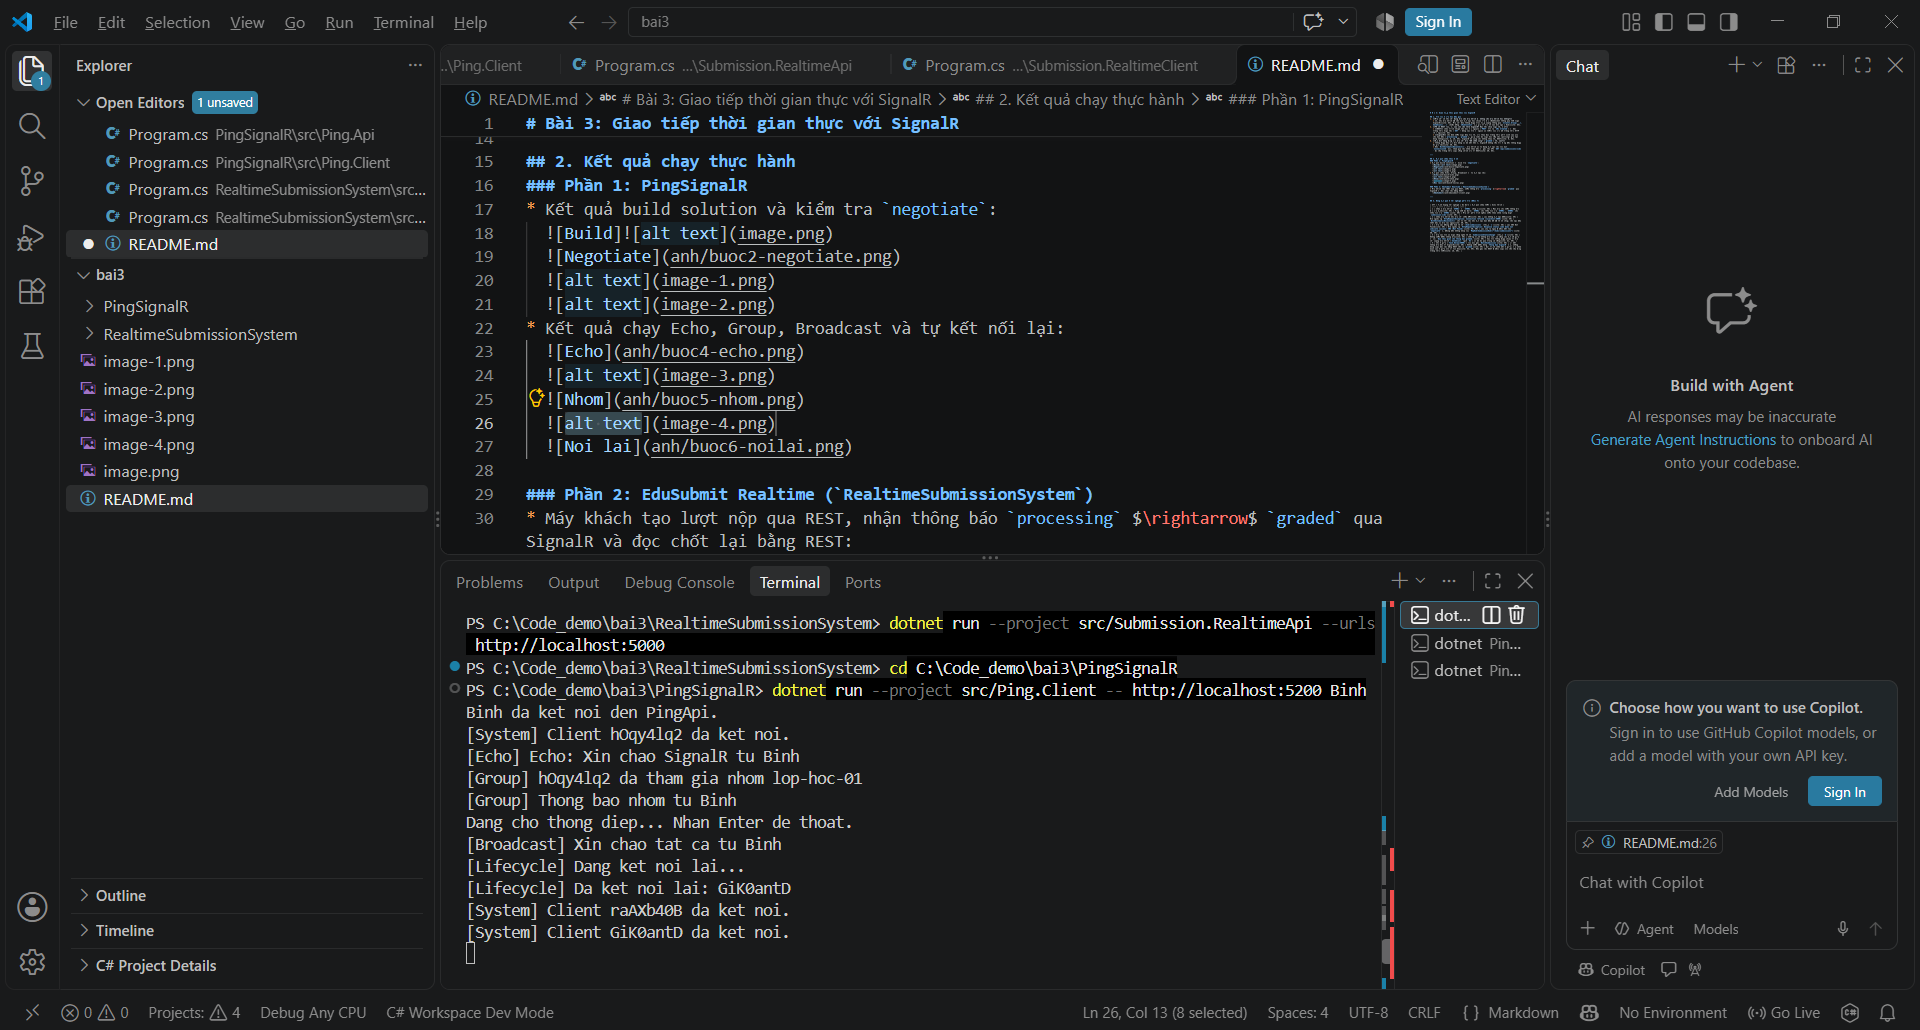 File Edit Selection View Go Run Terminal Help
bai3
Sign In
Explorer
Open Editors 1 unsaved
Program.cs PingSignalR\src\Ping.Api
Program.cs PingSignalR\src\Ping.Client
Program.cs RealtimeSubmissionSystem\src...
Program.cs RealtimeSubmissionSystem\src...
README.md
bai3
PingSignalR
RealtimeSubmissionSystem
image-1.png
image-2.png
image-3.png
image-4.png
image.png
README.md
Outline
Timeline
C# Project Details
..\Ping.Client
Program.cs ...\Submission.RealtimeApi
Program.cs ...\Submission.RealtimeClient
README.md
README.md > # Bài 3: Giao tiếp thời gian thực với SignalR > ## 2. Kết quả chạy thực hành > ### Phần 1: PingSignalR
Text Editor
1 # Bài 3: Giao tiếp thời gian thực với SignalR
14
15 ## 2. Kết quả chạy thực hành
16 ### Phần 1: PingSignalR
17 * Kết quả build solution và kiểm tra `negotiate`:
18 ![Build]![alt text](image.png)
19 ![Negotiate](anh/buoc2-negotiate.png)
20 ![alt text](image-1.png)
21 ![alt text](image-2.png)
22 * Kết quả chạy Echo, Group, Broadcast và tự kết nối lại:
23 ![Echo](anh/buoc4-echo.png)
24 ![alt text](image-3.png)
25 ![Nhom](anh/buoc5-nhom.png)
26 ![alt text](image-4.png)
27 ![Noi lai](anh/buoc6-noilai.png)
28
29 ### Phần 2: EduSubmit Realtime (`RealtimeSubmissionSystem`)
30 * Máy khách tạo lượt nộp qua REST, nhận thông báo `processing` $\rightarrow$ `graded` qua
SignalR và đọc chốt lại bằng REST:
Problems Output Debug Console Terminal Ports
PS C:\Code_demo\bai3\RealtimeSubmissionSystem> dotnet run --project src/Submission.RealtimeApi --urls
http://localhost:5000
PS C:\Code_demo\bai3\RealtimeSubmissionSystem> cd C:\Code_demo\bai3\PingSignalR
PS C:\Code_demo\bai3\PingSignalR> dotnet run --project src/Ping.Client -- http://localhost:5200 Binh
Binh da ket noi den PingApi.
[System] Client hOqy4lq2 da ket noi.
[Echo] Echo: Xin chao SignalR tu Binh
[Group] hOqy4lq2 da tham gia nhom lop-hoc-01
[Group] Thong bao nhom tu Binh
Dang cho thong diep... Nhan Enter de thoat.
[Broadcast] Xin chao tat ca tu Binh
[Lifecycle] Dang ket noi lai...
[Lifecycle] Da ket noi lai: GiK0antD
[System] Client raAXb40B da ket noi.
[System] Client GiK0antD da ket noi.
dot...
dotnet Pin...
dotnet Pin...
Chat
Build with Agent
AI responses may be inaccurate
Generate Agent Instructions to onboard AI
onto your codebase.
Choose how you want to use Copilot.
Sign in to use GitHub Copilot models, or
add a model with your own API key.
Add Models Sign In
README.md:26
Chat with Copilot
Agent Models
Copilot
0 0 Projects: 4 Debug Any CPU C# Workspace Dev Mode
Ln 26, Col 13 (8 selected) Spaces: 4 UTF-8 CRLF { } Markdown No Environment Go Live